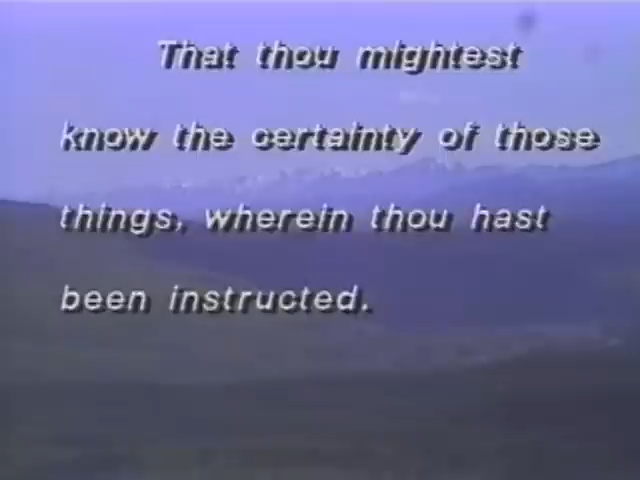 That thou mightest
know the certainty of those
things, wherein thou hast
been instructed.